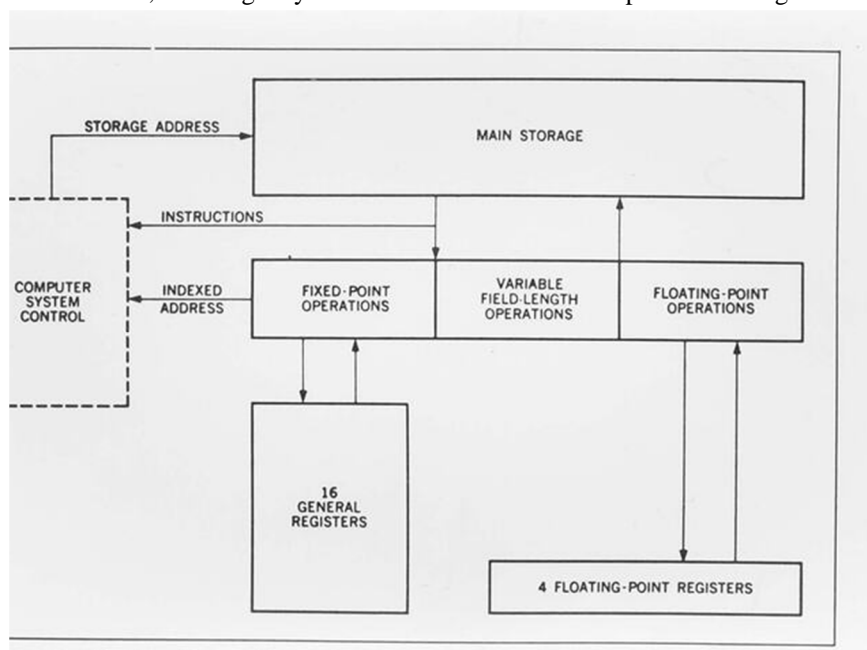 STORAGE ADDRESS
MAIN STORAGE
INSTRUCTIONS
COMPUTER
SYSTEM
CONTROL
INDEXED
ADDRESS
FIXED-POINT
OPERATIONS
VARIABLE
FIELD-LENGTH
OPERATIONS
FLOATING-POINT
OPERATIONS
16
GENERAL
REGISTERS
4 FLOATING-POINT REGISTERS